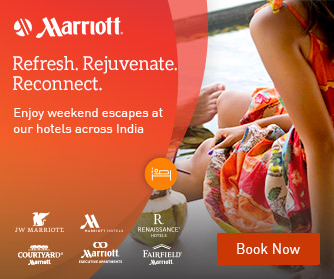 Marriott
Refresh. Rejuvenate.
Reconnect.
Enjoy weekend escapes at
our hotels across India
JW MARRIOTT
MARRIOTT HOTELS
R
RENAISSANCE®
HOTELS
COURTYARD®
Marriott
Marriott
EXECUTIVE APARTMENTS
FAIRFIELD®
Marriott
Book Now